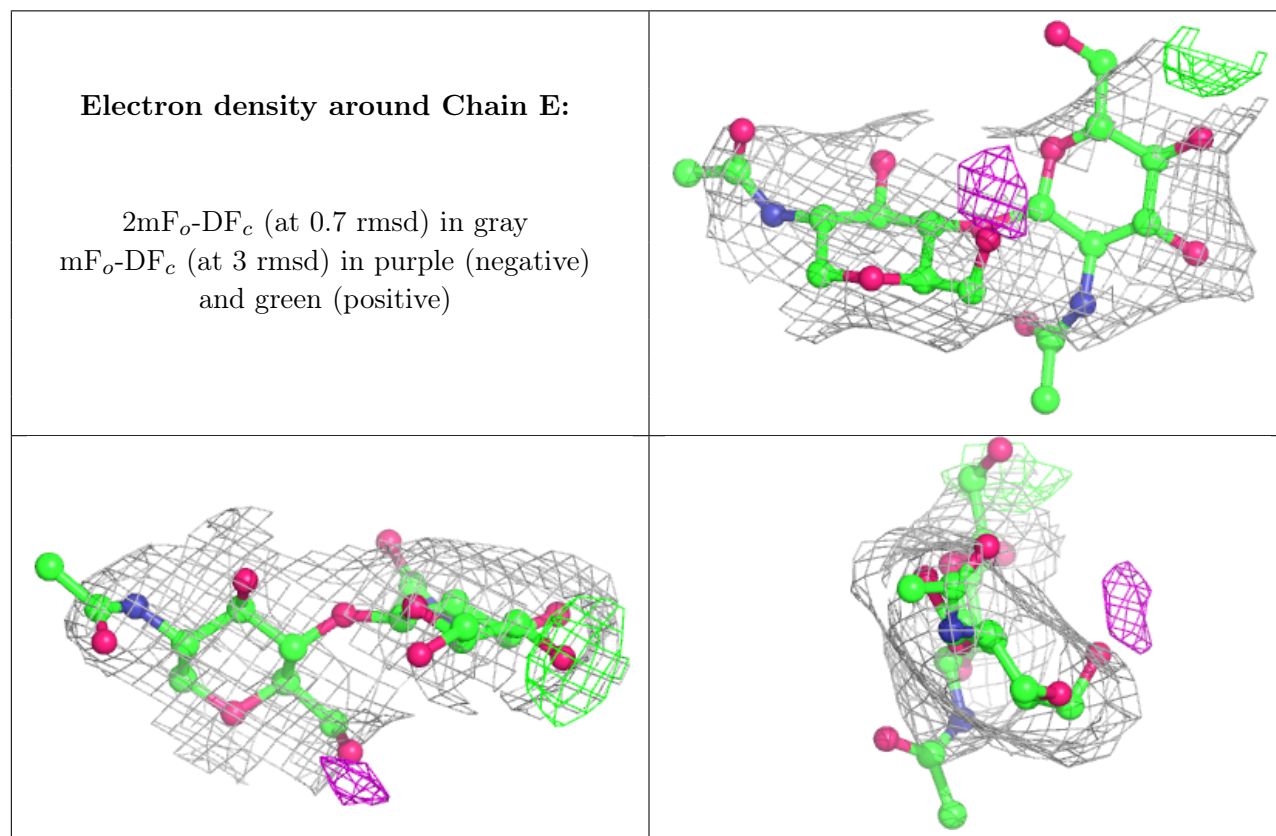 Electron density around Chain E:
2mFₒ-DF𝒸 (at 0.7 rmsd) in gray
mFₒ-DF𝒸 (at 3 rmsd) in purple (negative)
and green (positive)